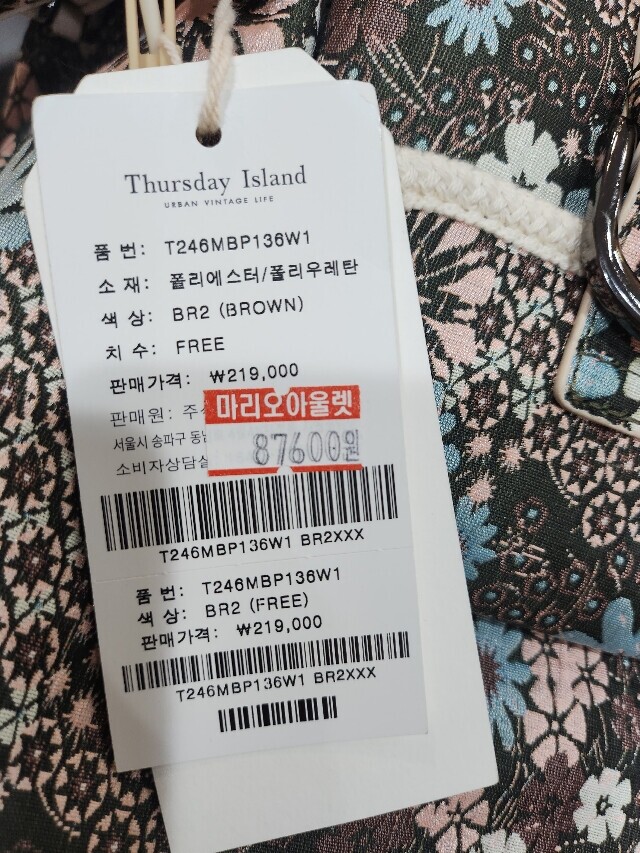 Thursday Island
URBAN VINTAGE LIFE
품 번: T246MBP136W1
소 재: 폴리에스터/폴리우레탄
색 상: BR2 (BROWN)
치 수: FREE
판매가격: ₩219,000
판매원: 주
마리오아울렛
서울시 송파구 동
87600원
소비자상담실
T246MBP136W1 BR2XXX
품 번: T246MBP136W1
색 상: BR2 (FREE)
판매가격: ₩219,000
T246MBP136W1 BR2XXX